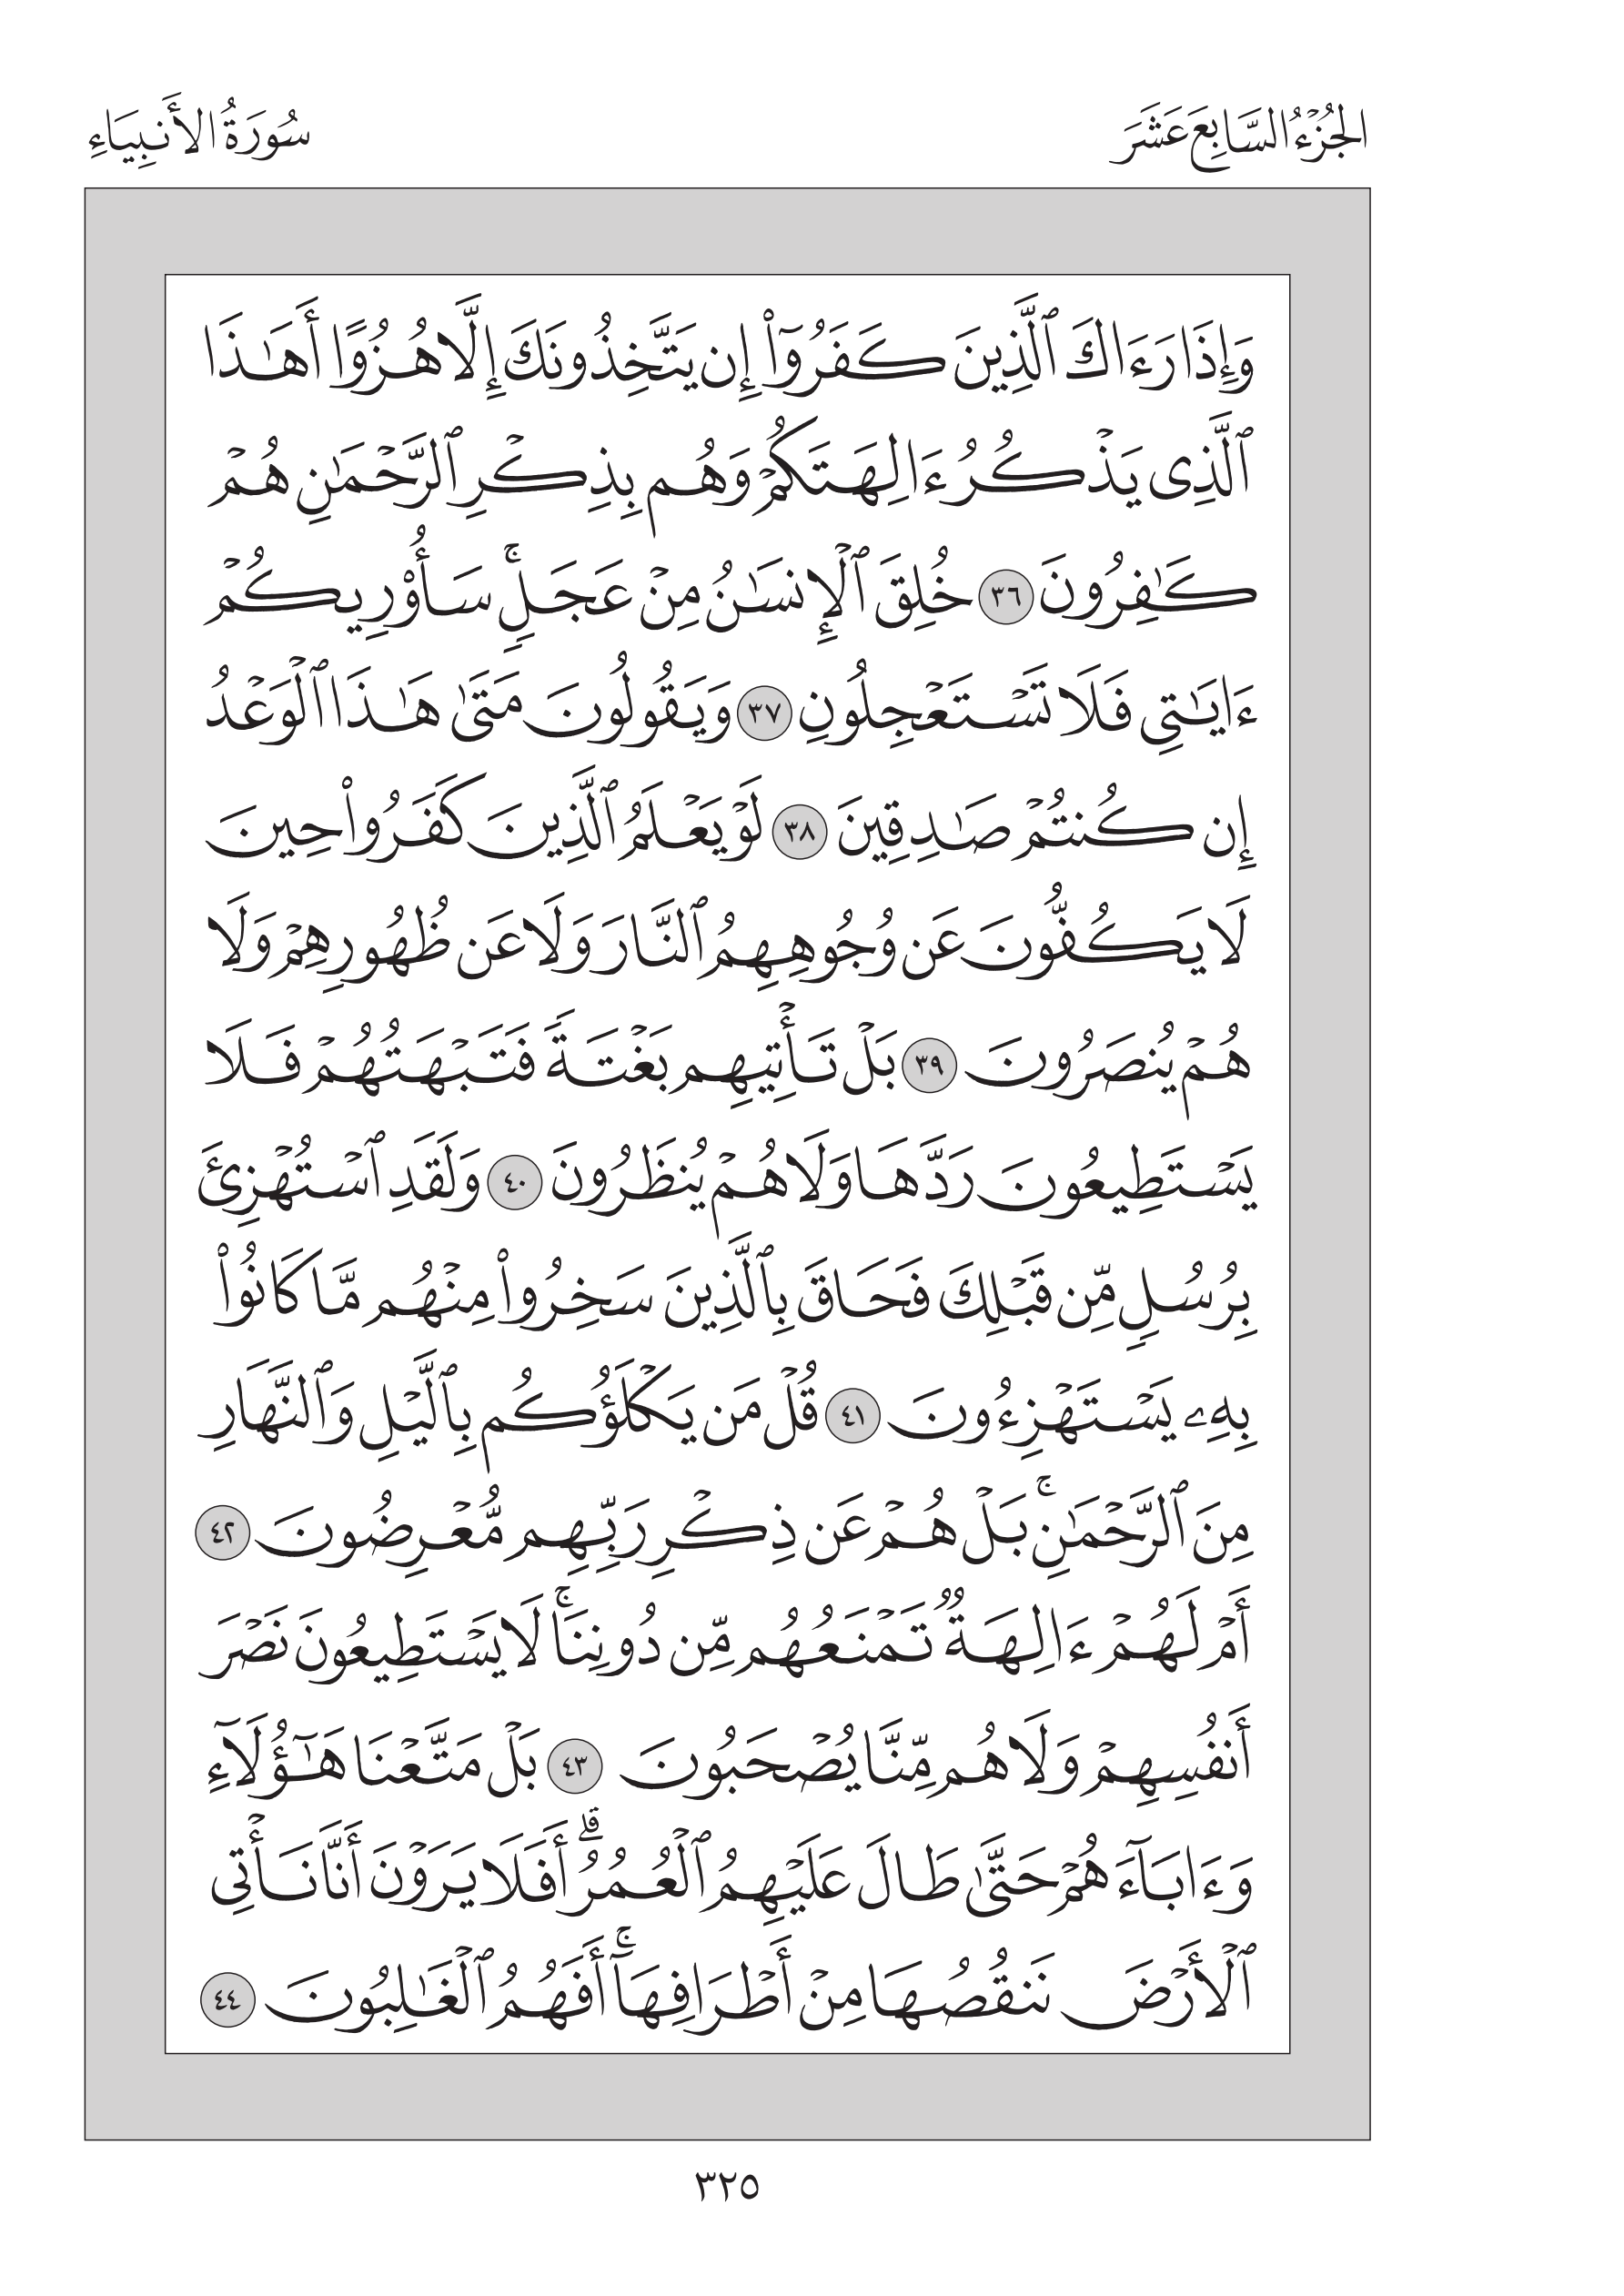 الجُزْءُ السَّابِعَ عَشَرَ
سُورَةُ الأَنبِيَاءِ
وَإِذَا رَءَاكَ ٱلَّذِينَ كَفَرُوٓا۟ إِن يَتَّخِذُونَكَ إِلَّا هُزُوًا أَهَٰذَا
ٱلَّذِى يَذْكُرُ ءَالِهَتَكُمْ وَهُم بِذِكْرِ ٱلرَّحْمَٰنِ هُمْ
كَٰفِرُونَ ٣٦ خُلِقَ ٱلْإِنسَٰنُ مِنْ عَجَلٍۚ سَأُو۟رِيكُمْ
ءَايَٰتِى فَلَا تَسْتَعْجِلُونِ ٣٧ وَيَقُولُونَ مَتَىٰ هَٰذَا ٱلْوَعْدُ
إِن كُنتُمْ صَٰدِقِينَ ٣٨ لَوْ يَعْلَمُ ٱلَّذِينَ كَفَرُوا۟ حِينَ
لَا يَكُفُّونَ عَن وُجُوهِهِمُ ٱلنَّارَ وَلَا عَن ظُهُورِهِمْ وَلَا
هُمْ يُنصَرُونَ ٣٩ بَلْ تَأْتِيهِم بَغْتَةً فَتَبْهَتُهُمْ فَلَا
يَسْتَطِيعُونَ رَدَّهَا وَلَا هُمْ يُنظَرُونَ ٤٠ وَلَقَدِ ٱسْتُهْزِئَ
بِرُسُلٍ مِّن قَبْلِكَ فَحَاقَ بِٱلَّذِينَ سَخِرُوا۟ مِنْهُم مَّا كَانُوا۟
بِهِۦ يَسْتَهْزِءُونَ ٤١ قُلْ مَن يَكْلَؤُكُم بِٱلَّيْلِ وَٱلنَّهَارِ
مِنَ ٱلرَّحْمَٰنِۚ بَلْ هُمْ عَن ذِكْرِ رَبِّهِم مُّعْرِضُونَ ٤٢
أَمْ لَهُمْ ءَالِهَةٌ تَمْنَعُهُم مِّن دُونِنَاۚ لَا يَسْتَطِيعُونَ نَصْرَ
أَنفُسِهِمْ وَلَا هُم مِّنَّا يُصْحَبُونَ ٤٣ بَلْ مَتَّعْنَا هَٰٓؤُلَآءِ
وَءَابَآءَهُمْ حَتَّىٰ طَالَ عَلَيْهِمُ ٱلْعُمُرُۗ أَفَلَا يَرَوْنَ أَنَّا نَأْتِى
ٱلْأَرْضَ نَنقُصُهَا مِنْ أَطْرَافِهَآۚ أَفَهُمُ ٱلْغَٰلِبُونَ ٤٤
٣٢٥